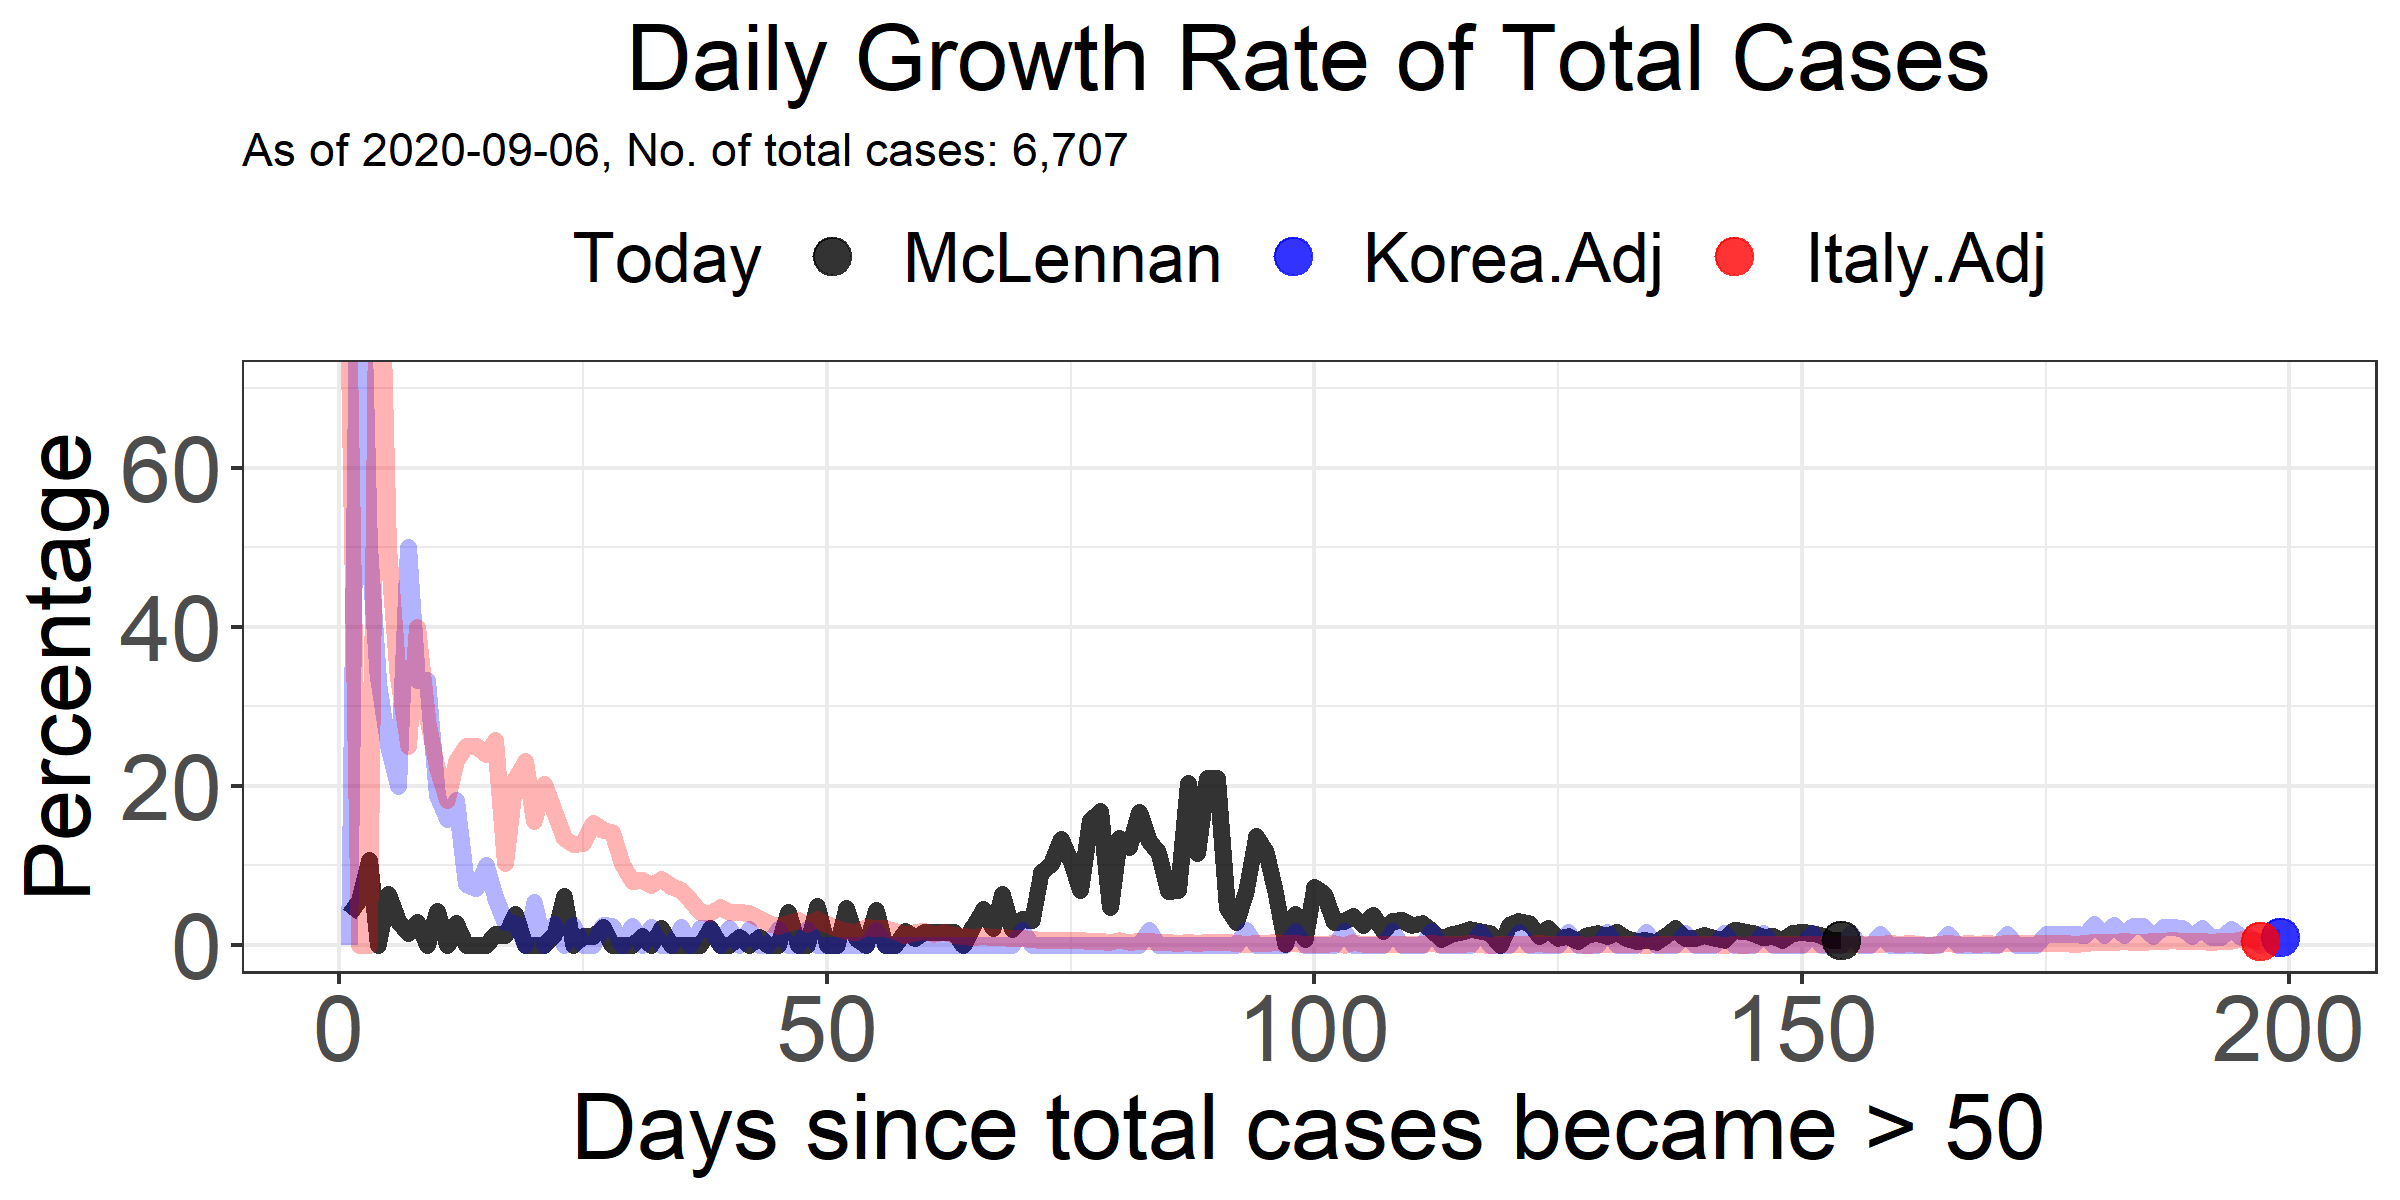 Daily Growth Rate of Total Cases
As of 2020-09-06, No. of total cases: 6,707
Today McLennan Korea.Adj Italy.Adj
Percentage
60
40
20
0
0 50 100 150 200
Days since total cases became > 50